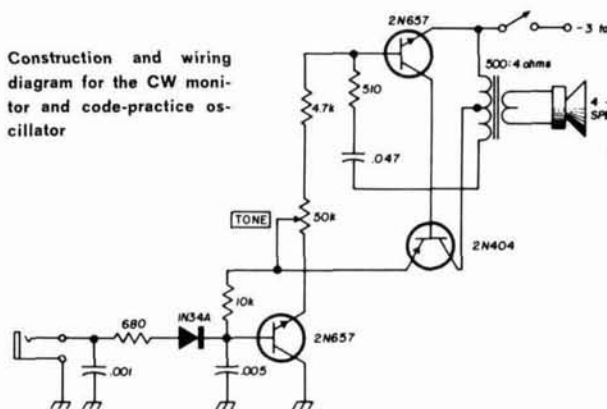 Construction and wiring
diagram for the CW moni-
tor and code-practice os-
cillator
2N657
-3
500:4 ohms
4.7k
510
.047
4
TONE
50k
2N404
10k
1N34A
680
2N657
.001
.005